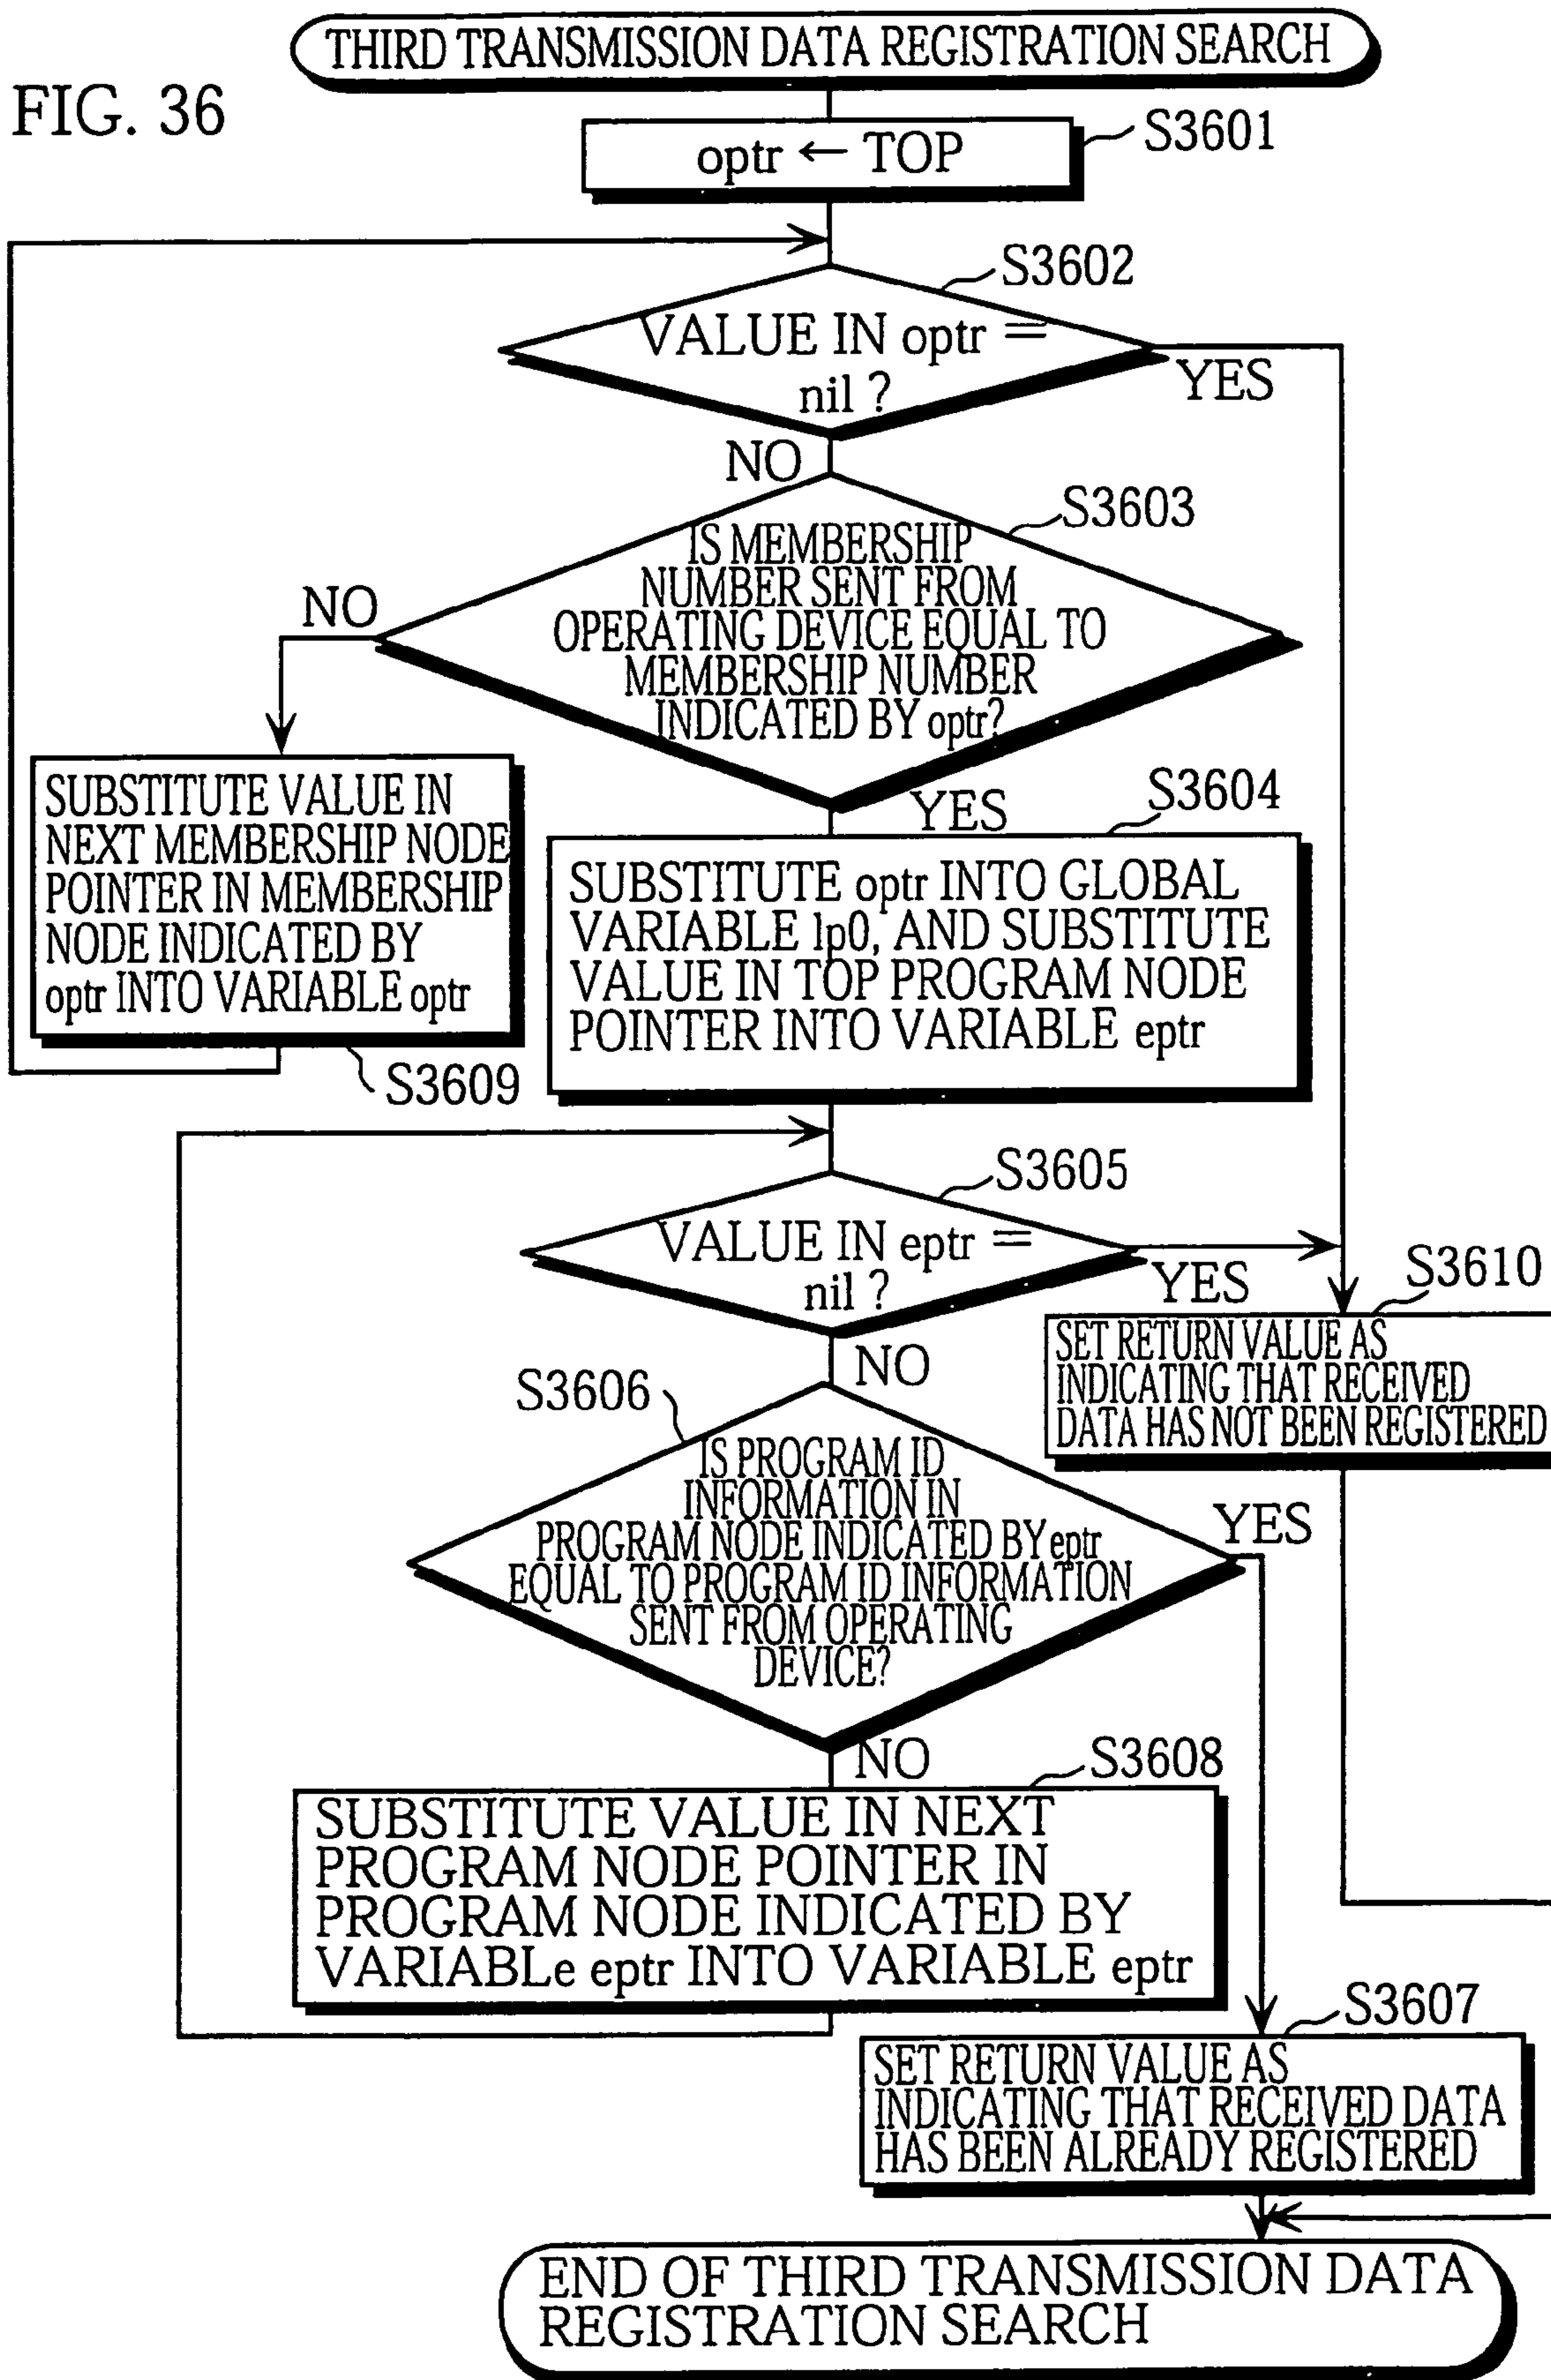 THIRD TRANSMISSION DATA REGISTRATION SEARCH
FIG. 36
optr ← TOP
S3601
S3602
VALUE IN optr =
nil ?
YES
NO
S3603
IS MEMBERSHIP
NUMBER SENT FROM
OPERATING DEVICE EQUAL TO
MEMBERSHIP NUMBER
INDICATED BY optr?
NO
YES
SUBSTITUTE VALUE IN
NEXT MEMBERSHIP NODE
POINTER IN MEMBERSHIP
NODE INDICATED BY
optr INTO VARIABLE optr
S3609
S3604
SUBSTITUTE optr INTO GLOBAL
VARIABLE lp0, AND SUBSTITUTE
VALUE IN TOP PROGRAM NODE
POINTER INTO VARIABLE eptr
S3605
VALUE IN eptr =
nil ?
YES
NO
S3610
SET RETURN VALUE AS
INDICATING THAT RECEIVED
DATA HAS NOT BEEN REGISTERED
S3606
IS PROGRAM ID
INFORMATION IN
PROGRAM NODE INDICATED BY eptr
EQUAL TO PROGRAM ID INFORMATION
SENT FROM OPERATING
DEVICE?
YES
NO
S3608
SUBSTITUTE VALUE IN NEXT
PROGRAM NODE POINTER IN
PROGRAM NODE INDICATED BY
VARIABLe eptr INTO VARIABLE eptr
S3607
SET RETURN VALUE AS
INDICATING THAT RECEIVED DATA
HAS BEEN ALREADY REGISTERED
END OF THIRD TRANSMISSION DATA
REGISTRATION SEARCH